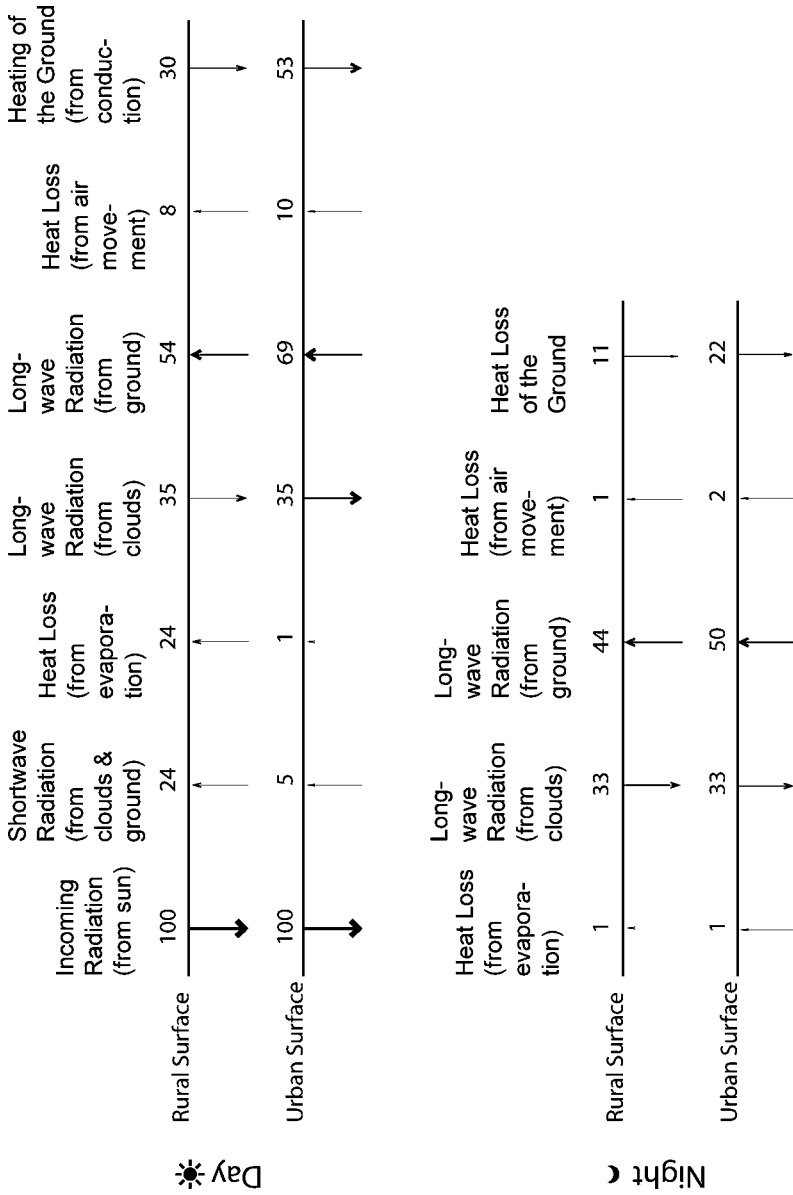 Day
Incoming
Radiation
(from sun)
Shortwave
Radiation
(from
clouds &
ground)
Heat Loss
(from
evapora-
tion)
Long-
wave
Radiation
(from
clouds)
Long-
wave
Radiation
(from
ground)
Heat Loss
(from air
move-
ment)
Heating of
the Ground
(from
conduc-
tion)
Rural Surface 100 24 24 35 54 8 30
Urban Surface 100 5 1 35 69 10 53
Night
Heat Loss
(from
evapora-
tion)
Long-
wave
Radiation
(from
clouds)
Long-
wave
Radiation
(from
ground)
Heat Loss
(from air
move-
ment)
Heat Loss
of the
Ground
Rural Surface 1 33 44 1 11
Urban Surface 1 33 50 2 22